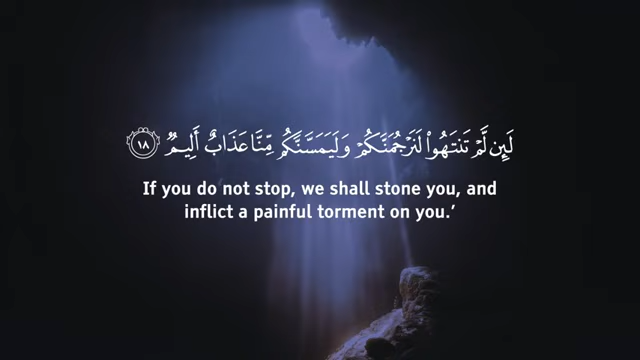 لَئِن لَّمْ تَنتَهُوا۟ لَنَرْجُمَنَّكُمْ وَلَيَمَسَّنَّكُم مِّنَّا عَذَابٌ أَلِيمٌ ١٨
If you do not stop, we shall stone you, and
inflict a painful torment on you.’